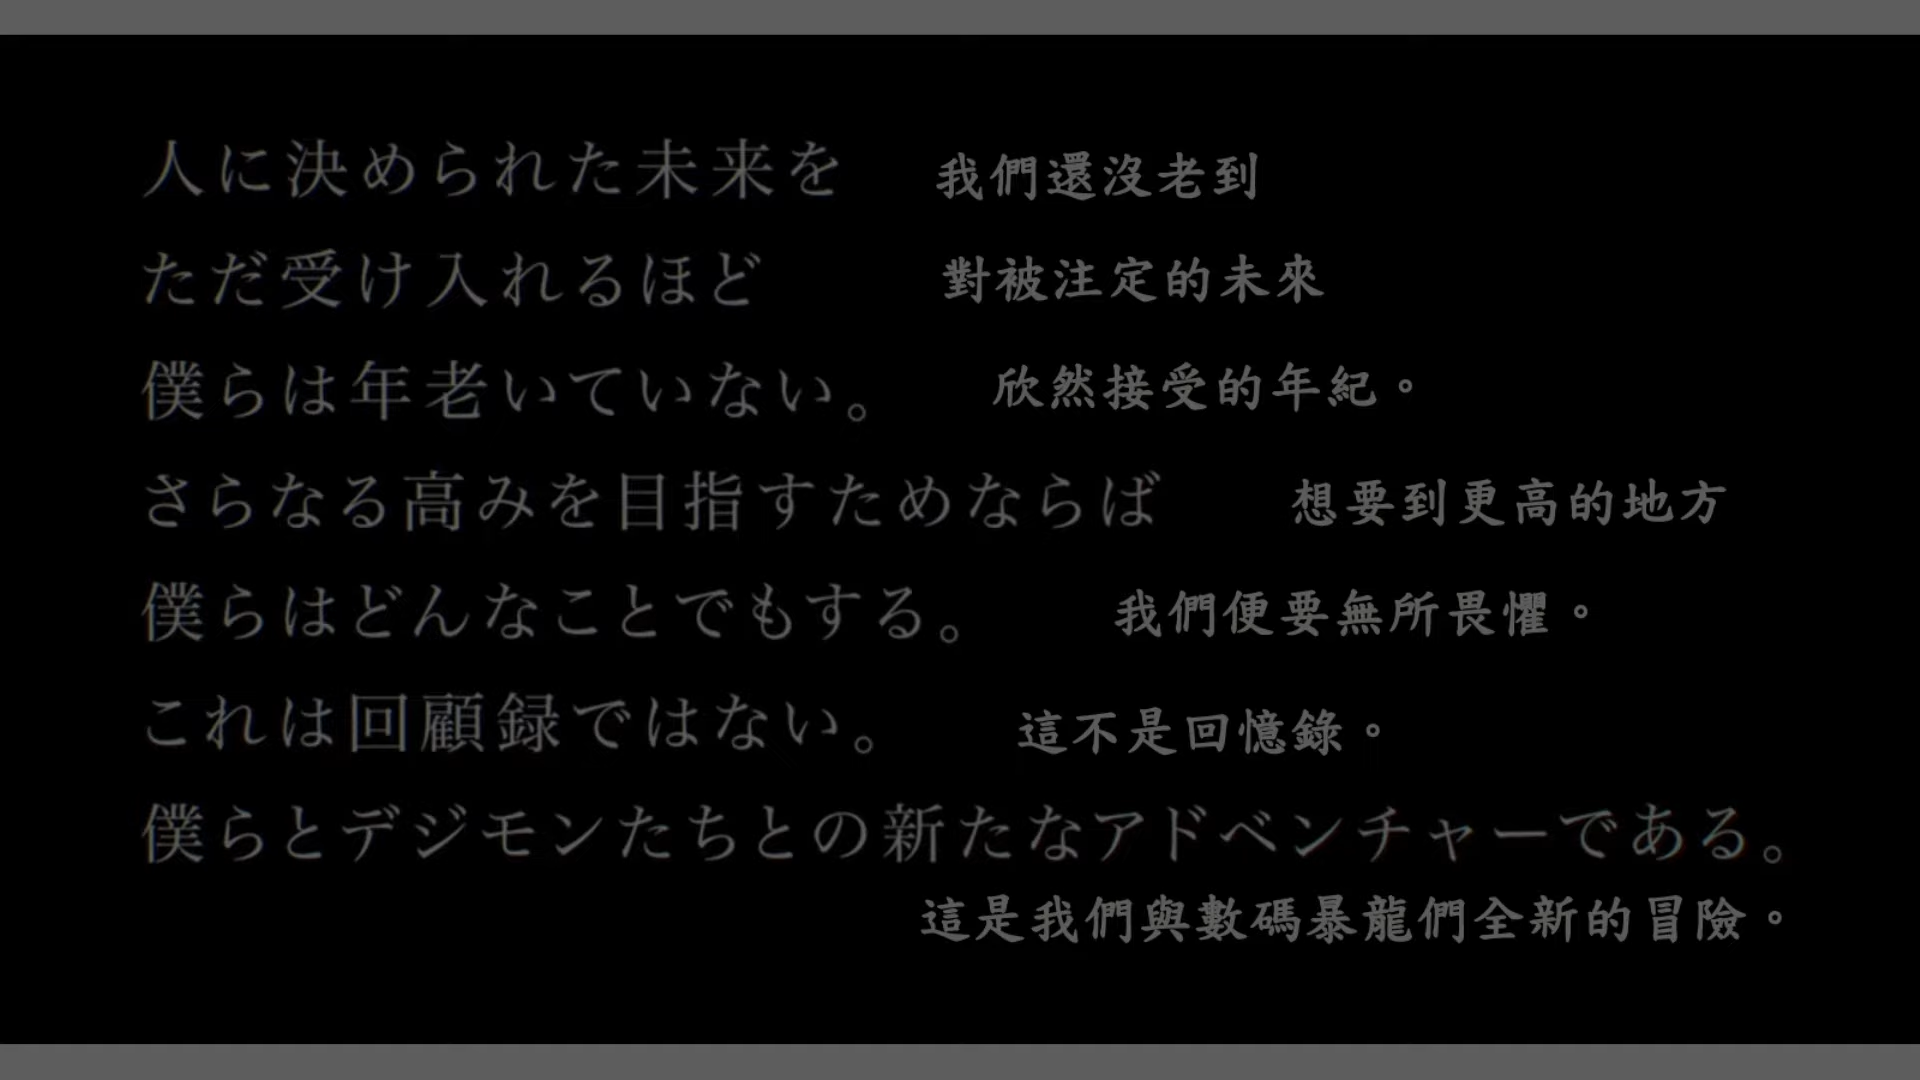 人に決められた未来を
我們還沒老到
ただ受け入れるほど
對被注定的未來
僕らは年老いていない。
欣然接受的年紀。
さらなる高みを目指すためならば
想要到更高的地方
僕らはどんなことでもする。
我們便要無所畏懼。
これは回顧録ではない。
這不是回憶錄。
僕らとデジモンたちとの新たなアドベンチャーである。
這是我們與數碼暴龍們全新的冒險。